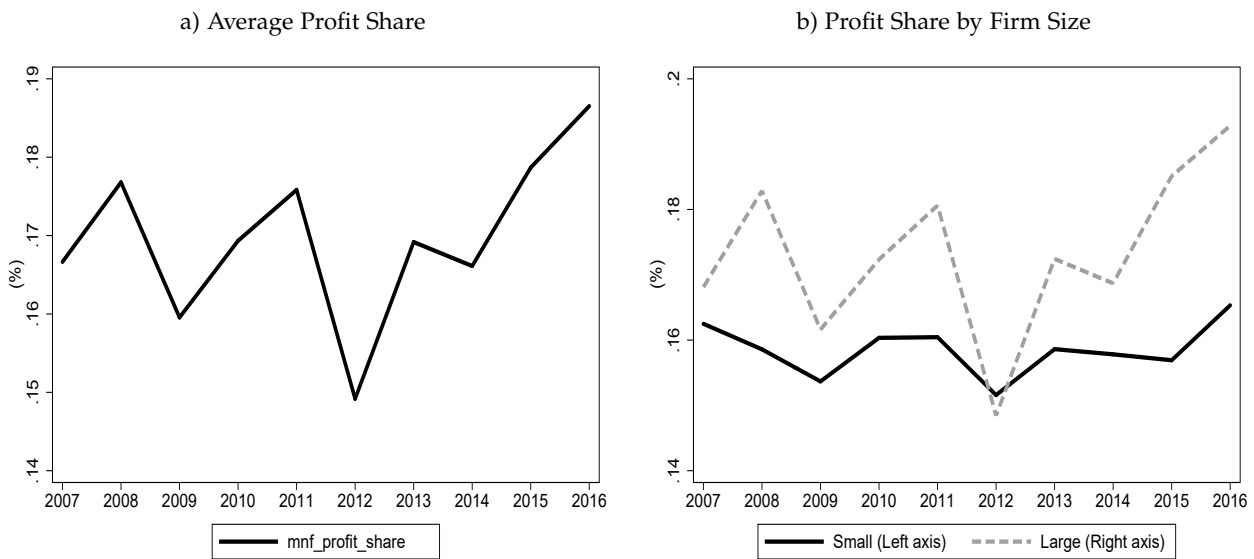 a) Average Profit Share
.19
.18
.17
.16
.15
.14
(%)
2007 2008 2009 2010 2011 2012 2013 2014 2015 2016
mnf_profit_share
b) Profit Share by Firm Size
.2
.18
.16
.14
(%)
2007 2008 2009 2010 2011 2012 2013 2014 2015 2016
Small (Left axis) Large (Right axis)